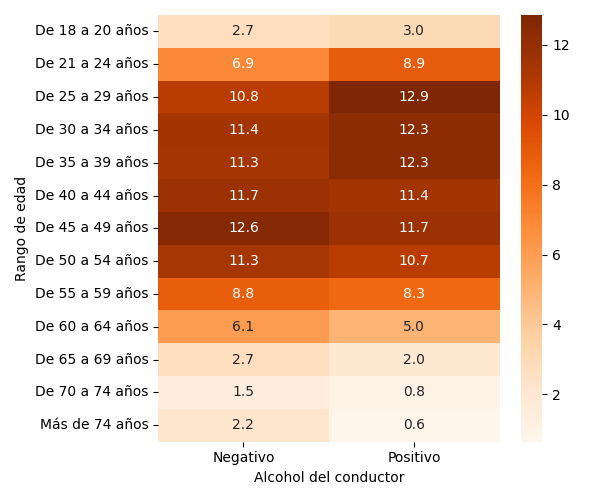 De 18 a 20 años 2.7 3.0
De 21 a 24 años 6.9 8.9
De 25 a 29 años 10.8 12.9
De 30 a 34 años 11.4 12.3
De 35 a 39 años 11.3 12.3
De 40 a 44 años 11.7 11.4
De 45 a 49 años 12.6 11.7
De 50 a 54 años 11.3 10.7
De 55 a 59 años 8.8 8.3
De 60 a 64 años 6.1 5.0
De 65 a 69 años 2.7 2.0
De 70 a 74 años 1.5 0.8
Más de 74 años 2.2 0.6
Negativo Positivo
Alcohol del conductor
Rango de edad
12
10
8
6
4
2